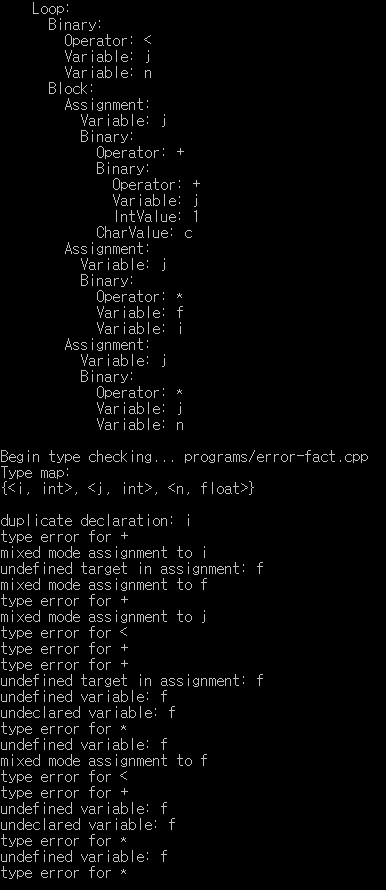 Loop:
Binary:
Operator: <
Variable: j
Variable: n
Block:
Assignment:
Variable: j
Binary:
Operator: +
Binary:
Operator: +
Variable: j
IntValue: 1
CharValue: c
Assignment:
Variable: j
Binary:
Operator: *
Variable: f
Variable: i
Assignment:
Variable: j
Binary:
Operator: *
Variable: j
Variable: n
Begin type checking... programs/error-fact.cpp
Type map:
{<i, int>, <j, int>, <n, float>}
duplicate declaration: i
type error for +
mixed mode assignment to i
undefined target in assignment: f
mixed mode assignment to f
type error for +
mixed mode assignment to j
type error for <
type error for +
type error for +
undefined target in assignment: f
undefined variable: f
undeclared variable: f
type error for *
undefined variable: f
mixed mode assignment to f
type error for <
type error for +
undefined variable: f
undeclared variable: f
type error for *
undefined variable: f
type error for *